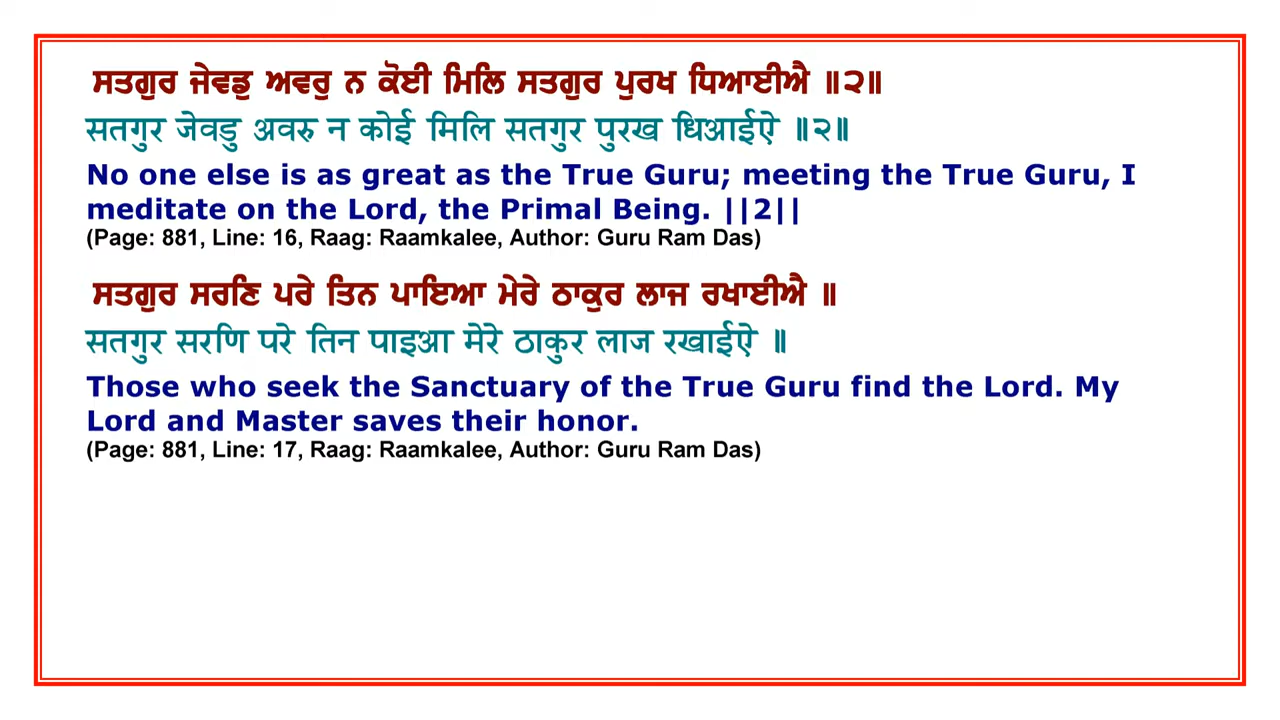 ਸਤਗੁਰ ਜੇਵਡੁ ਅਵਰੁ ਨ ਕੋਈ ਮਿਲਿ ਸਤਗੁਰ ਪੁਰਖ ਧਿਆਈਐ ॥੨॥
सतगुर जेवडु अवरु न कोई मिलि सतगुर पुरख धिआईऐ ॥२॥
No one else is as great as the True Guru; meeting the True Guru, I
meditate on the Lord, the Primal Being. ||2||
(Page: 881, Line: 16, Raag: Raamkalee, Author: Guru Ram Das)
ਸਤਗੁਰ ਸਰਣਿ ਪਰੇ ਤਿਨ ਪਾਇਆ ਮੇਰੇ ਠਾਕੁਰ ਲਾਜ ਰਖਾਈਐ ॥
सतगुर सरणि परे तिन पाइआ मेरे ठाकुर लाज रखाईऐ ॥
Those who seek the Sanctuary of the True Guru find the Lord. My
Lord and Master saves their honor.
(Page: 881, Line: 17, Raag: Raamkalee, Author: Guru Ram Das)